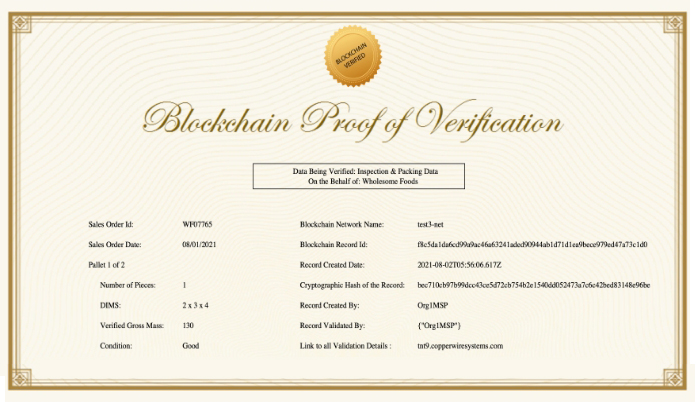 BLOCKCHAIN
VERIFIED
Blockchain Proof of Verification
Data Being Verified: Inspection & Packing Data
On the Behalf of: Wholesome Foods
Sales Order Id: WF07765 Blockchain Network Name: test3-net
Sales Order Date: 08/01/2021 Blockchain Record Id: f8c5da1da6cd99a9ac46a63241aded90944ab1d71d1ea9bece979ed47a73c1d0
Pallet 1 of 2 Record Created Date: 2021-08-02T05:56:06.617Z
Number of Pieces: 1 Cryptographic Hash of the Record: bec710cb97b99dcc43ce5d72cb754b2e1540dd052473a7c6c42bed83148e96be
DIMS: 2 x 3 x 4 Record Created By: Org1MSP
Verified Gross Mass: 130 Record Validated By: {"Org1MSP"}
Condition: Good Link to all Validation Details : tnt9.copperwiresystems.com